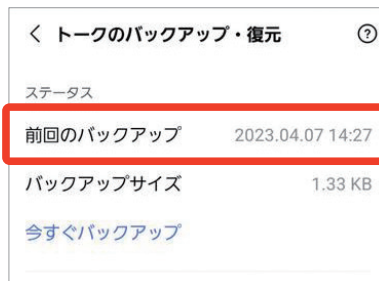 トークのバックアップ・復元
ステータス
前回のバックアップ 2023.04.07 14:27
バックアップサイズ 1.33 KB
今すぐバックアップ